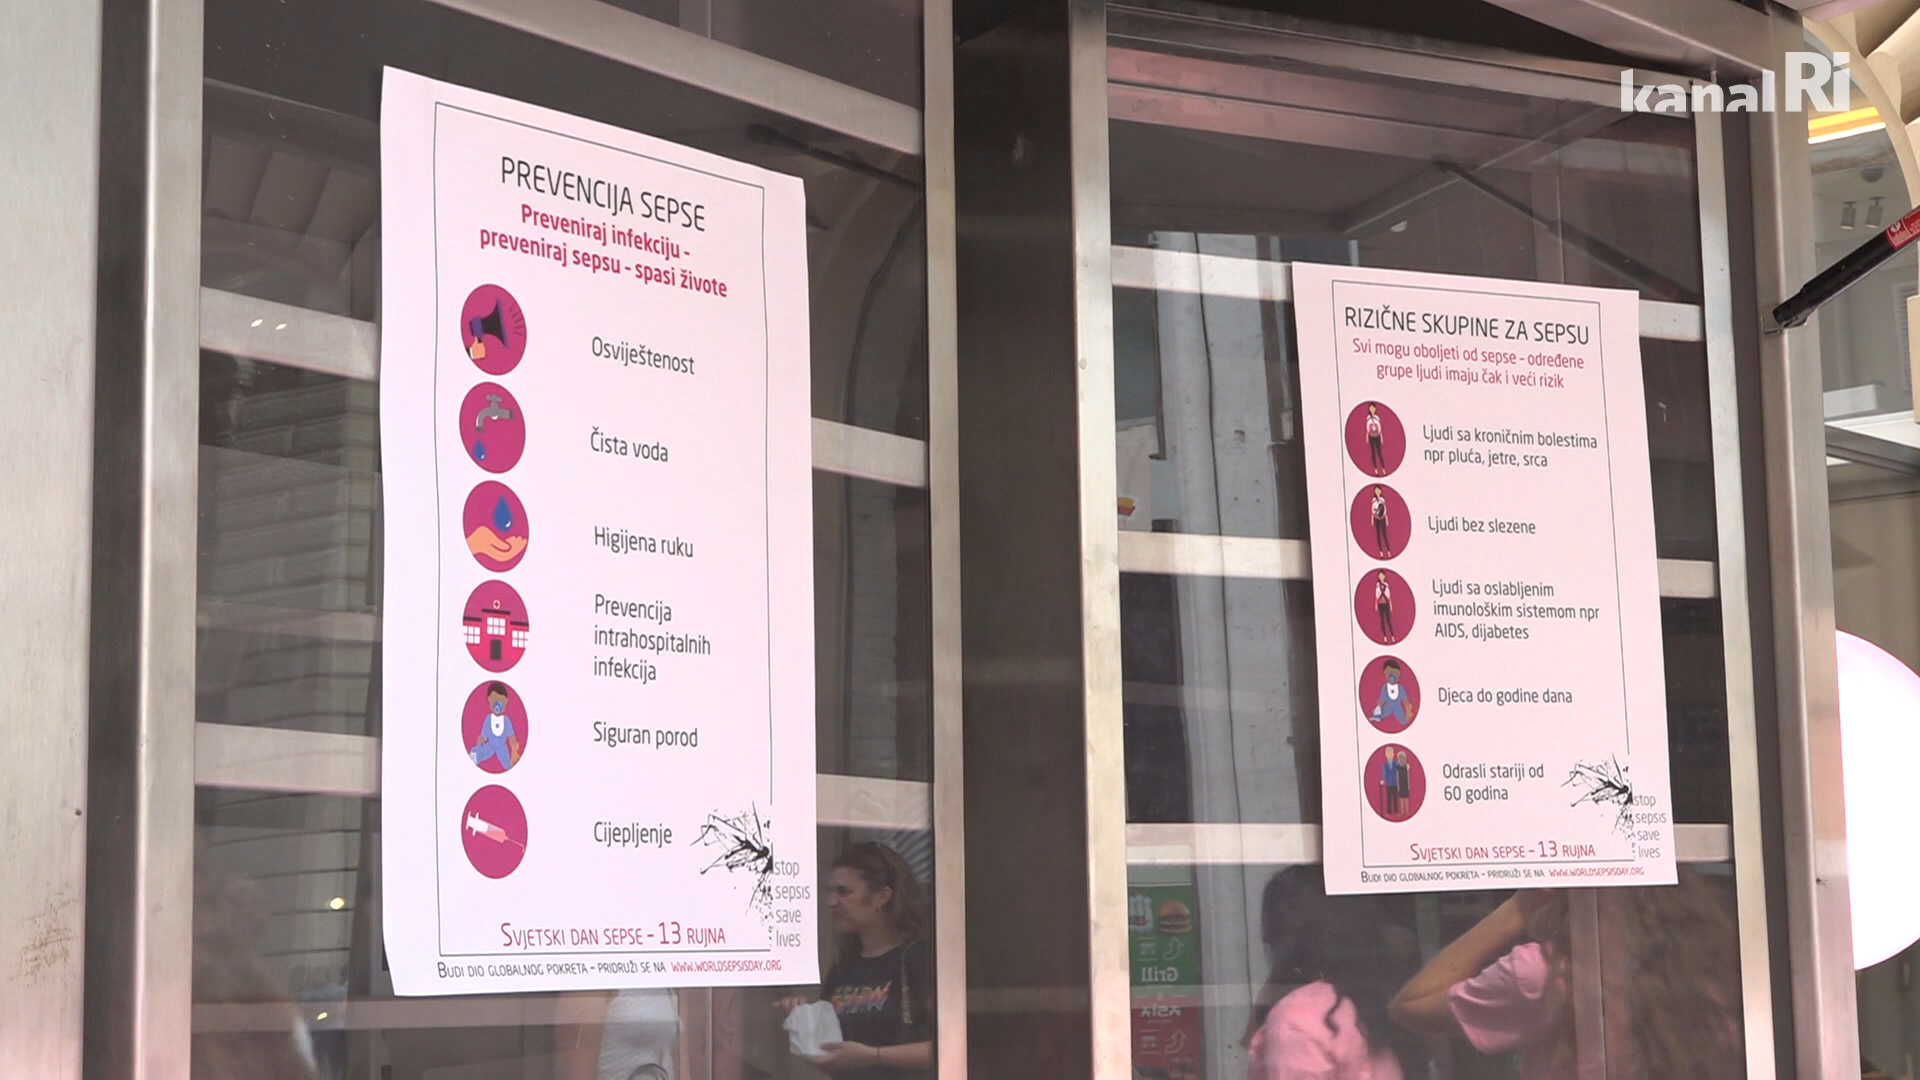 kanal Ri
PREVENCIJA SEPSE
Preveniraj infekciju -
preveniraj sepsu - spasi živote
Osviještenost
Čista voda
Higijena ruku
Prevencija
intrahospitalnih
infekcija
Siguran porod
Cijepljenje
stop
sepsis
save
lives
SVJETSKI DAN SEPSE - 13 RUJNA
BUDI DIO GLOBALNOG POKRETA - PRIDRUŽI SE NA WWW.WORLDSEPSISDAY.ORG
RIZIČNE SKUPINE ZA SEPSU
Svi mogu oboljeti od sepse - određene
grupe ljudi imaju čak i veći rizik
Ljudi sa kroničnim bolestima
npr pluća, jetre, srca
Ljudi bez slezene
Ljudi sa oslabljenim
imunološkim sistemom npr
AIDS, dijabetes
Djeca do godine dana
Odrasli stariji od
60 godina
stop
sepsis
save
lives
SVJETSKI DAN SEPSE - 13 RUJNA
BUDI DIO GLOBALNOG POKRETA - PRIDRUŽI SE NA WWW.WORLDSEPSISDAY.ORG
Grill